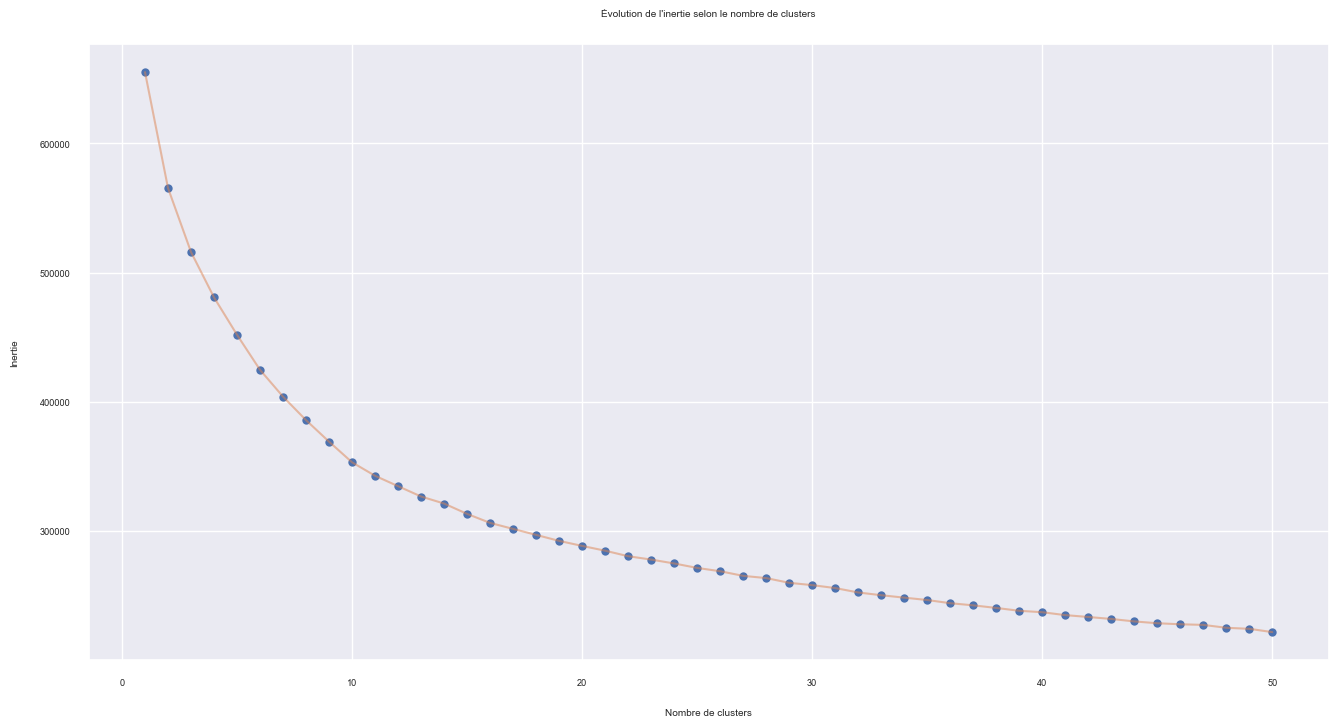 Évolution de l'inertie selon le nombre de clusters
600000
500000
400000
300000
Inertie
0 10 20 30 40 50
Nombre de clusters